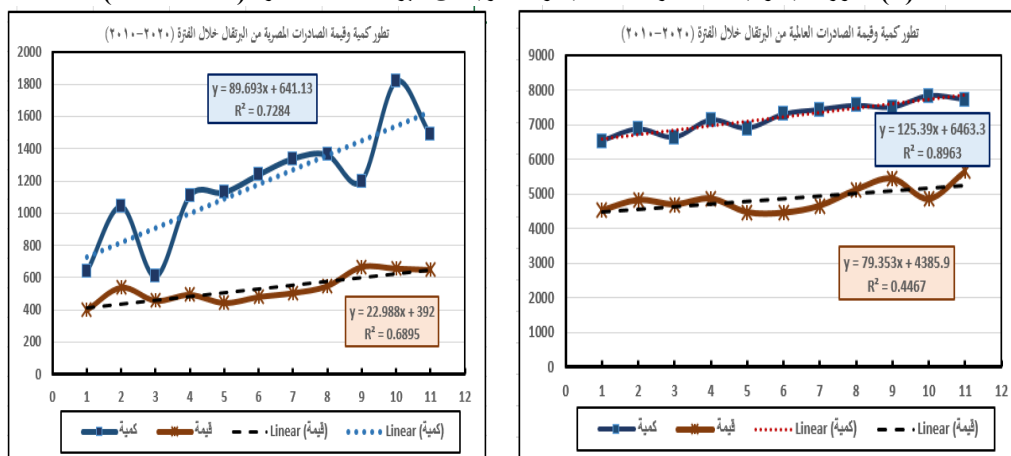 تطور كمية وقيمة الصادرات المصرية من البرتقال خلال الفترة (٢٠١٠-٢٠٢٠)
2000
1800
1600
1400
1200
1000
800
600
400
200
0
y = 89.693x + 641.13
R² = 0.7284
y = 22.988x + 392
R² = 0.6895
0 1 2 3 4 5 6 7 8 9 10 11 12
كمية قيمة Linear (قيمة) Linear (كمية)
تطور كمية وقيمة الصادرات العالمية من البرتقال خلال الفترة (٢٠١٠-٢٠٢٠)
9000
8000
7000
6000
5000
4000
3000
2000
1000
0
y = 125.39x + 6463.3
R² = 0.8963
y = 79.353x + 4385.9
R² = 0.4467
0 1 2 3 4 5 6 7 8 9 10 11 12
كمية قيمة Linear (كمية) Linear (قيمة)